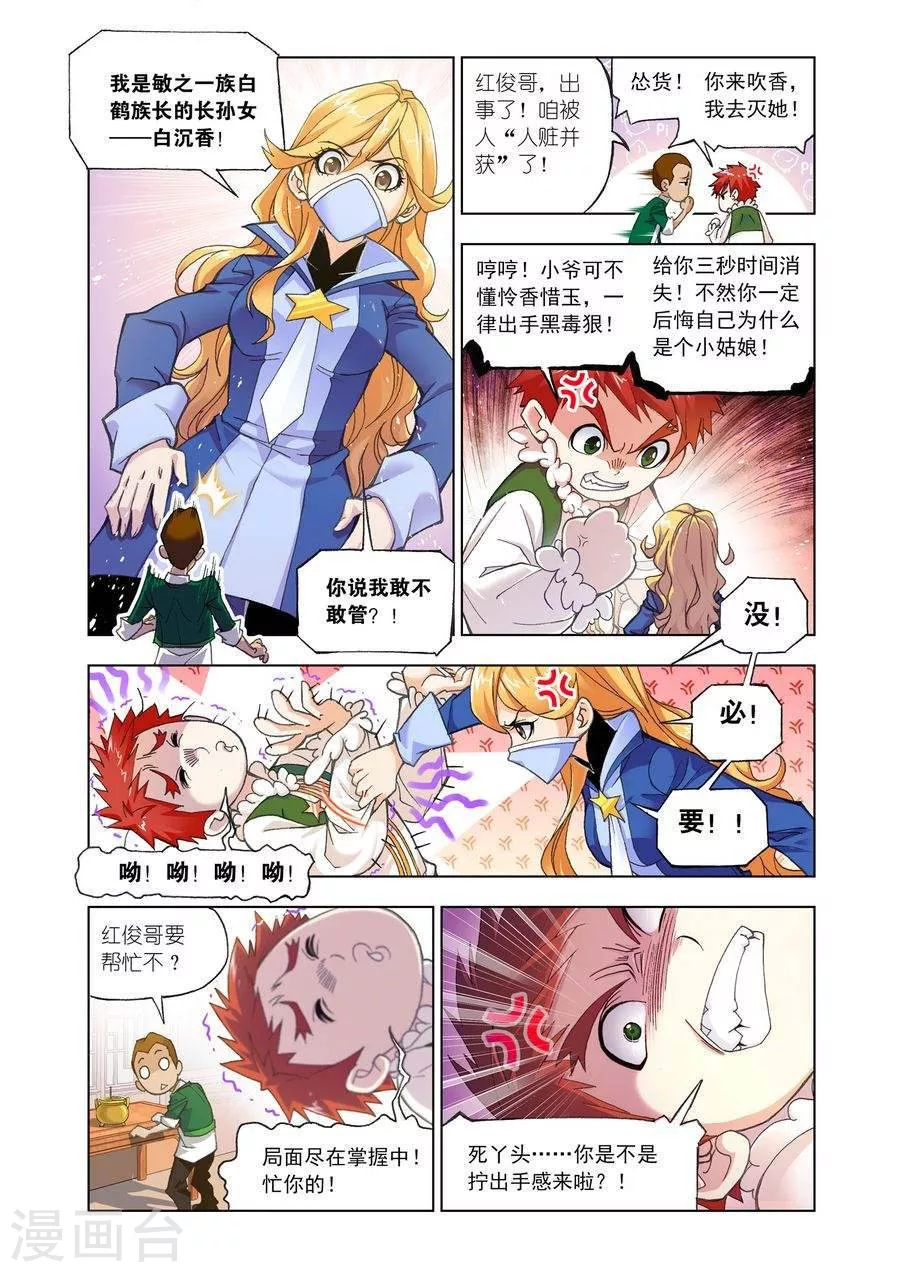 我是敏之一族白
鹤族长的长孙女
——白沉香!
你说我敢不
敢管?!
红俊哥,出
事了!咱被
人“人赃并
获”了!
怂货!你来吹香,
我去灭她!
Pi
Pi
哼哼!小爷可不
懂怜香惜玉,一
律出手黑毒狠!
给你三秒时间消
失!不然你一定
后悔自己为什么
是个小姑娘!
没!
必!
要!!
呦!呦!呦!呦!
红俊哥要
帮忙不?
局面尽在掌握中!
忙你的!
死丫头……你是不是
拧出手感来啦?!
漫画台